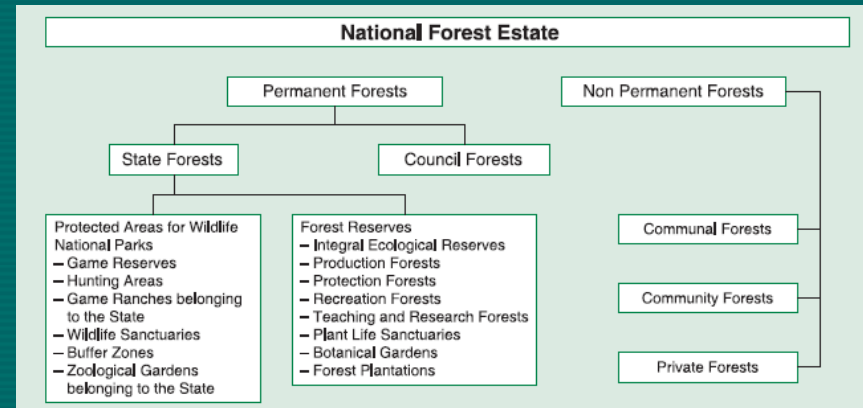 National Forest Estate
Permanent Forests
Non Permanent Forests
State Forests
Council Forests
Protected Areas for Wildlife
National Parks
– Game Reserves
– Hunting Areas
– Game Ranches belonging
to the State
– Wildlife Sanctuaries
– Buffer Zones
– Zoological Gardens
belonging to the State
Forest Reserves
– Integral Ecological Reserves
– Production Forests
– Protection Forests
– Recreation Forests
– Teaching and Research Forests
– Plant Life Sanctuaries
– Botanical Gardens
– Forest Plantations
Communal Forests
Community Forests
Private Forests